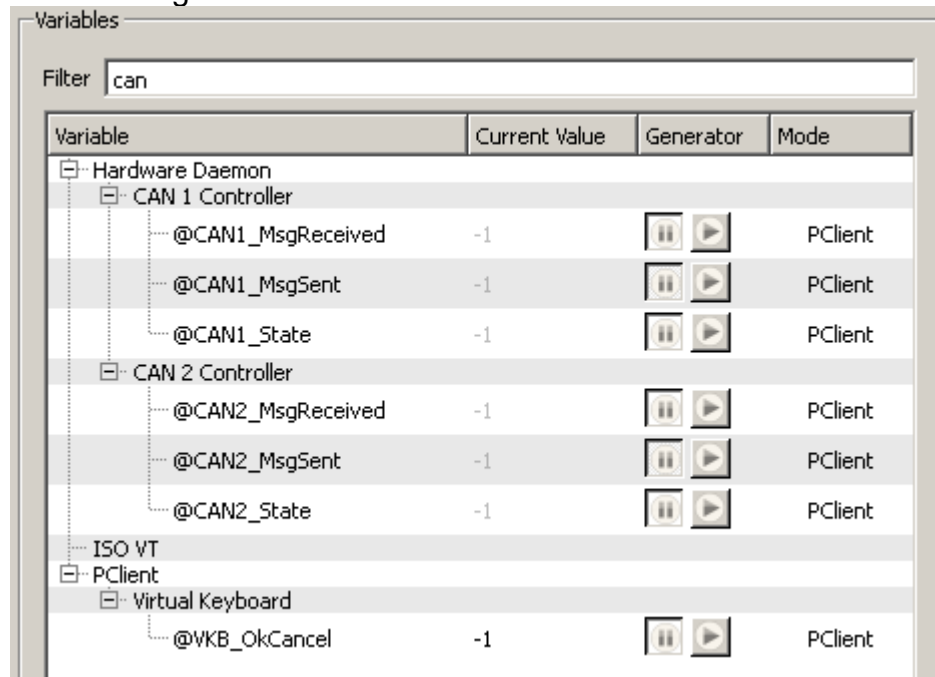 Variables
Filter can
Variable Current Value Generator Mode
Hardware Daemon
CAN 1 Controller
@CAN1_MsgReceived -1 PClient
@CAN1_MsgSent -1 PClient
@CAN1_State -1 PClient
CAN 2 Controller
@CAN2_MsgReceived -1 PClient
@CAN2_MsgSent -1 PClient
@CAN2_State -1 PClient
ISO VT
PClient
Virtual Keyboard
@VKB_OkCancel -1 PClient